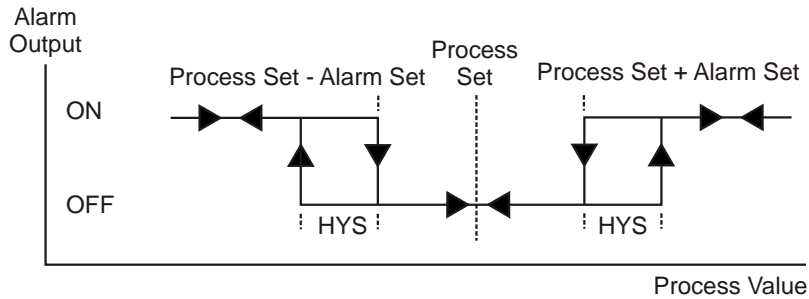 Alarm
Output
Process Set - Alarm Set
Process
Set
Process Set + Alarm Set
ON
OFF
HYS
HYS
Process Value